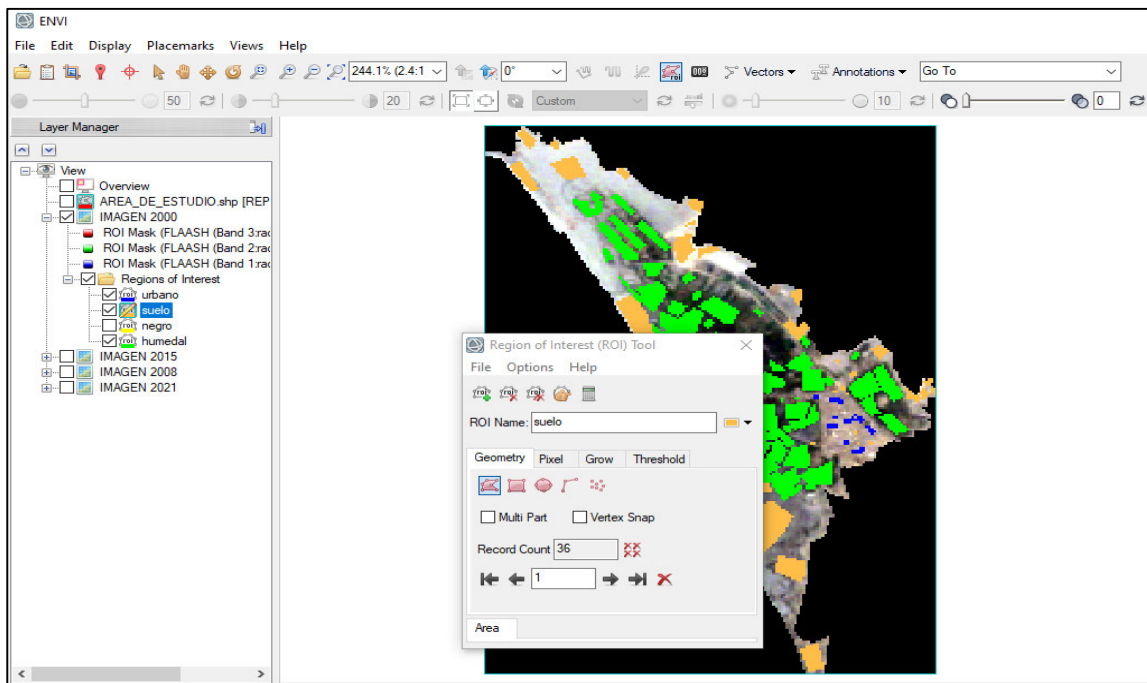 ENVI
File Edit Display Placemarks Views Help
244.1% (2.4:1 0° Vectors Annotations Go To
50 20 Custom 10 0
Layer Manager
View
Overview
AREA_DE_ESTUDIO.shp [REP
IMAGEN 2000
ROI Mask (FLAASH (Band 3:rac
ROI Mask (FLAASH (Band 2:rac
ROI Mask (FLAASH (Band 1:rac
Regions of Interest
urbano
suelo
negro
humedal
IMAGEN 2015
IMAGEN 2008
IMAGEN 2021
Region of Interest (ROI) Tool
File Options Help
ROI Name: suelo
Geometry Pixel Grow Threshold
Multi Part Vertex Snap
Record Count 36
1
Area